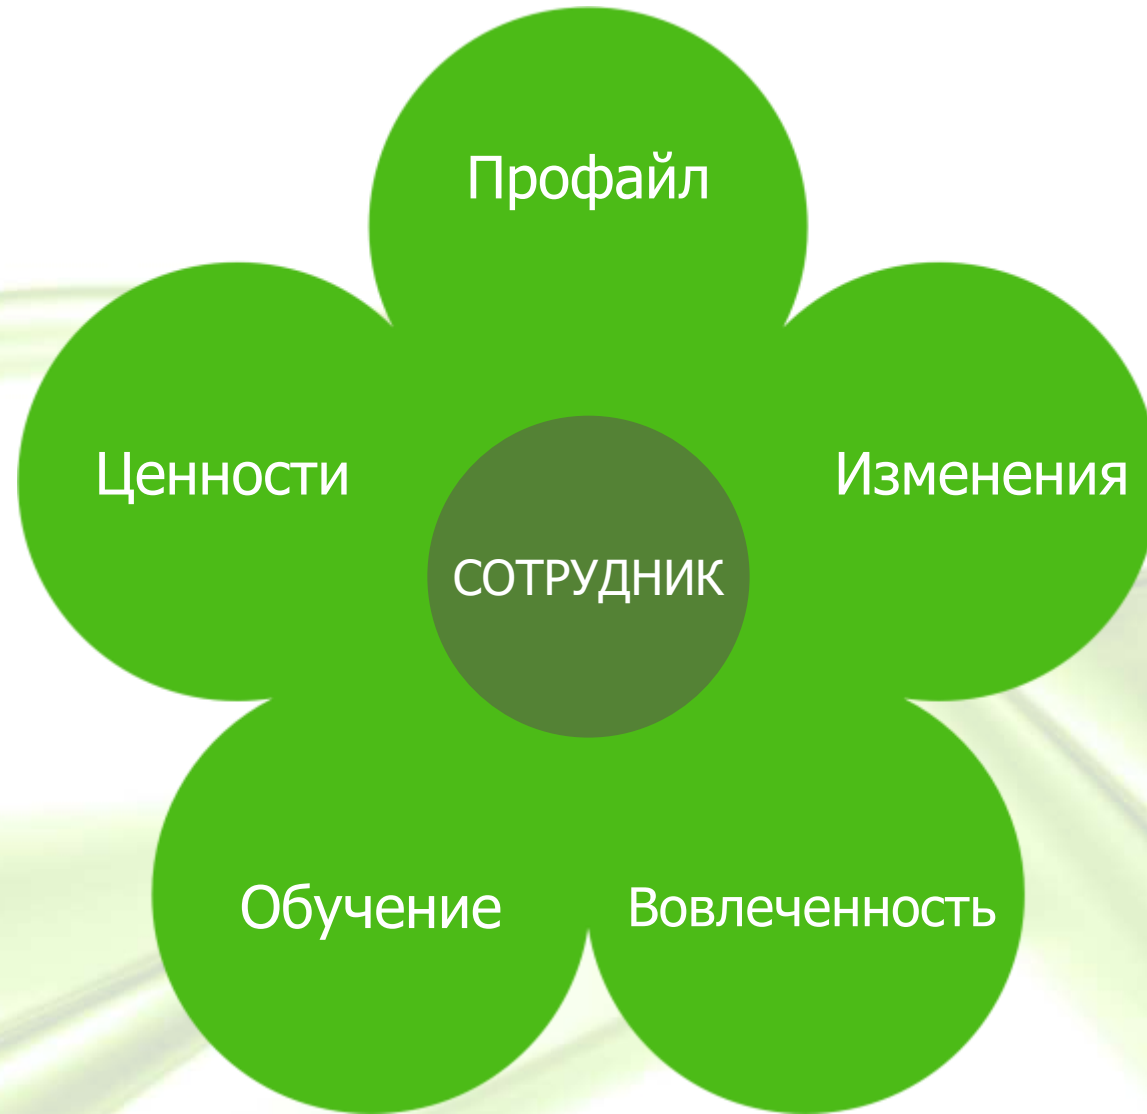 Профайл
Ценности
Изменения
СОТРУДНИК
Обучение
Вовлеченность